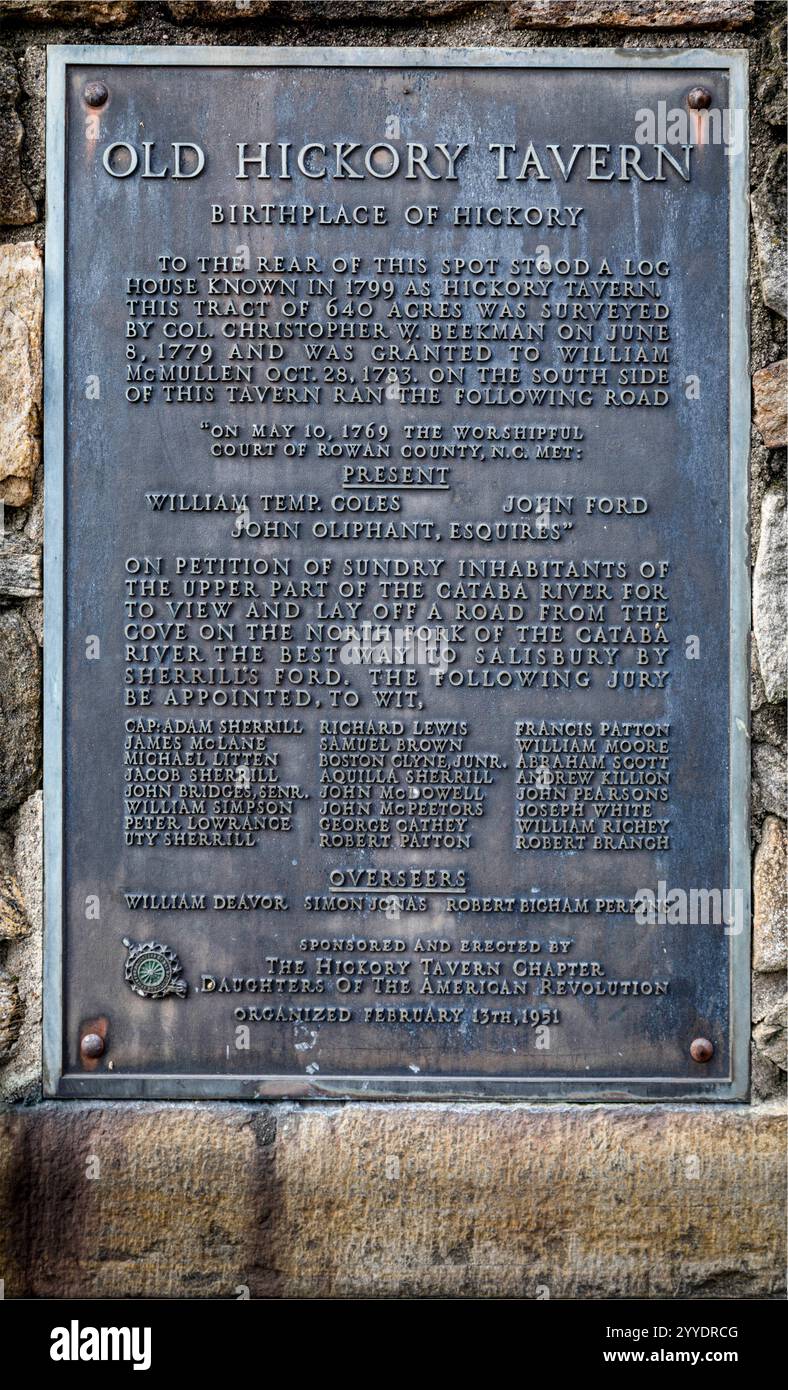 OLD HICKORY TAVERN
BIRTHPLACE OF HICKORY
TO THE REAR OF THIS SPOT STOOD A LOG
HOUSE KNOWN IN 1799 AS HICKORY TAVERN.
THIS TRACT OF 640 ACRES WAS SURVEYED
BY COL. CHRISTOPHER W. BEEKMAN ON JUNE
8, 1779 AND WAS GRANTED TO WILLIAM
McMULLEN OCT. 28, 1783. ON THE SOUTH SIDE
OF THIS TAVERN RAN THE FOLLOWING ROAD
"ON MAY 10, 1769 THE WORSHIPFUL
COURT OF ROWAN COUNTY, N.C. MET:
PRESENT
WILLIAM TEMP. COLES JOHN FORD
JOHN OLIPHANT, ESQUIRES"
ON PETITION OF SUNDRY INHABITANTS OF
THE UPPER PART OF THE CATABA RIVER FOR
TO VIEW AND LAY OFF A ROAD FROM THE
COVE ON THE NORTH FORK OF THE CATABA
RIVER THE BEST WAY TO SALISBURY BY
SHERRILL'S FORD. THE FOLLOWING JURY
BE APPOINTED, TO WIT,
CAP: ADAM SHERRILL RICHARD LEWIS FRANCIS PATTON
JAMES McLANE SAMUEL BROWN WILLIAM MOORE
MICHAEL LITTEN BOSTON CLYNE, JUNR. ABRAHAM SCOTT
JACOB SHERRILL AQUILLA SHERRILL ANDREW KILLION
JOHN BRIDGES, SENR. JOHN McDOWELL JOHN PEARSONS
WILLIAM SIMPSON JOHN McPEETORS JOSEPH WHITE
PETER LOWRANCE GEORGE CATHEY WILLIAM RICHEY
UTY SHERRILL ROBERT PATTON ROBERT BRANCH
OVERSEERS
WILLIAM DEAVOR SIMON JONAS ROBERT BIGHAM PERKINS
SPONSORED AND ERECTED BY
THE HICKORY TAVERN CHAPTER
DAUGHTERS OF THE AMERICAN REVOLUTION
ORGANIZED FEBRUARY 13TH, 1951
alamy
Image ID: 2YYDRCG
www.alamy.com